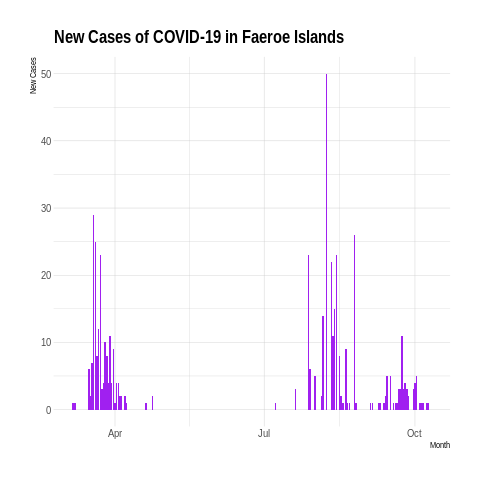 New Cases of COVID-19 in Faeroe Islands
New Cases
50
40
30
20
10
0
Apr
Jul
Oct
Month